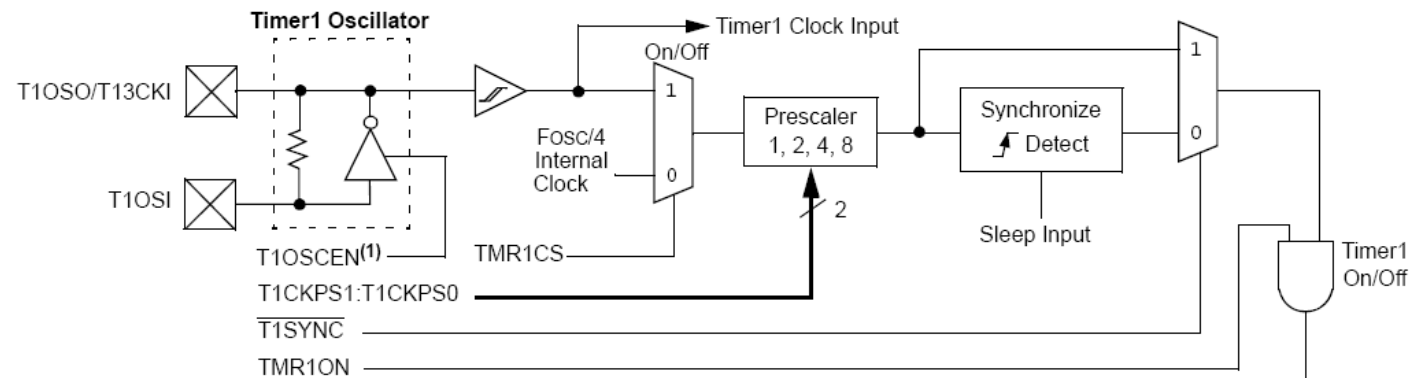 Timer1 Oscillator
Timer1 Clock Input
On/Off
T1OSO/T13CKI
1
1
Prescaler
1, 2, 4, 8
Synchronize
Detect
FOSC/4
Internal
Clock
0
0
T1OSI
2
Sleep Input
T1OSCEN(1)
TMR1CS
Timer1
On/Off
T1CKPS1:T1CKPS0
T1SYNC
TMR1ON